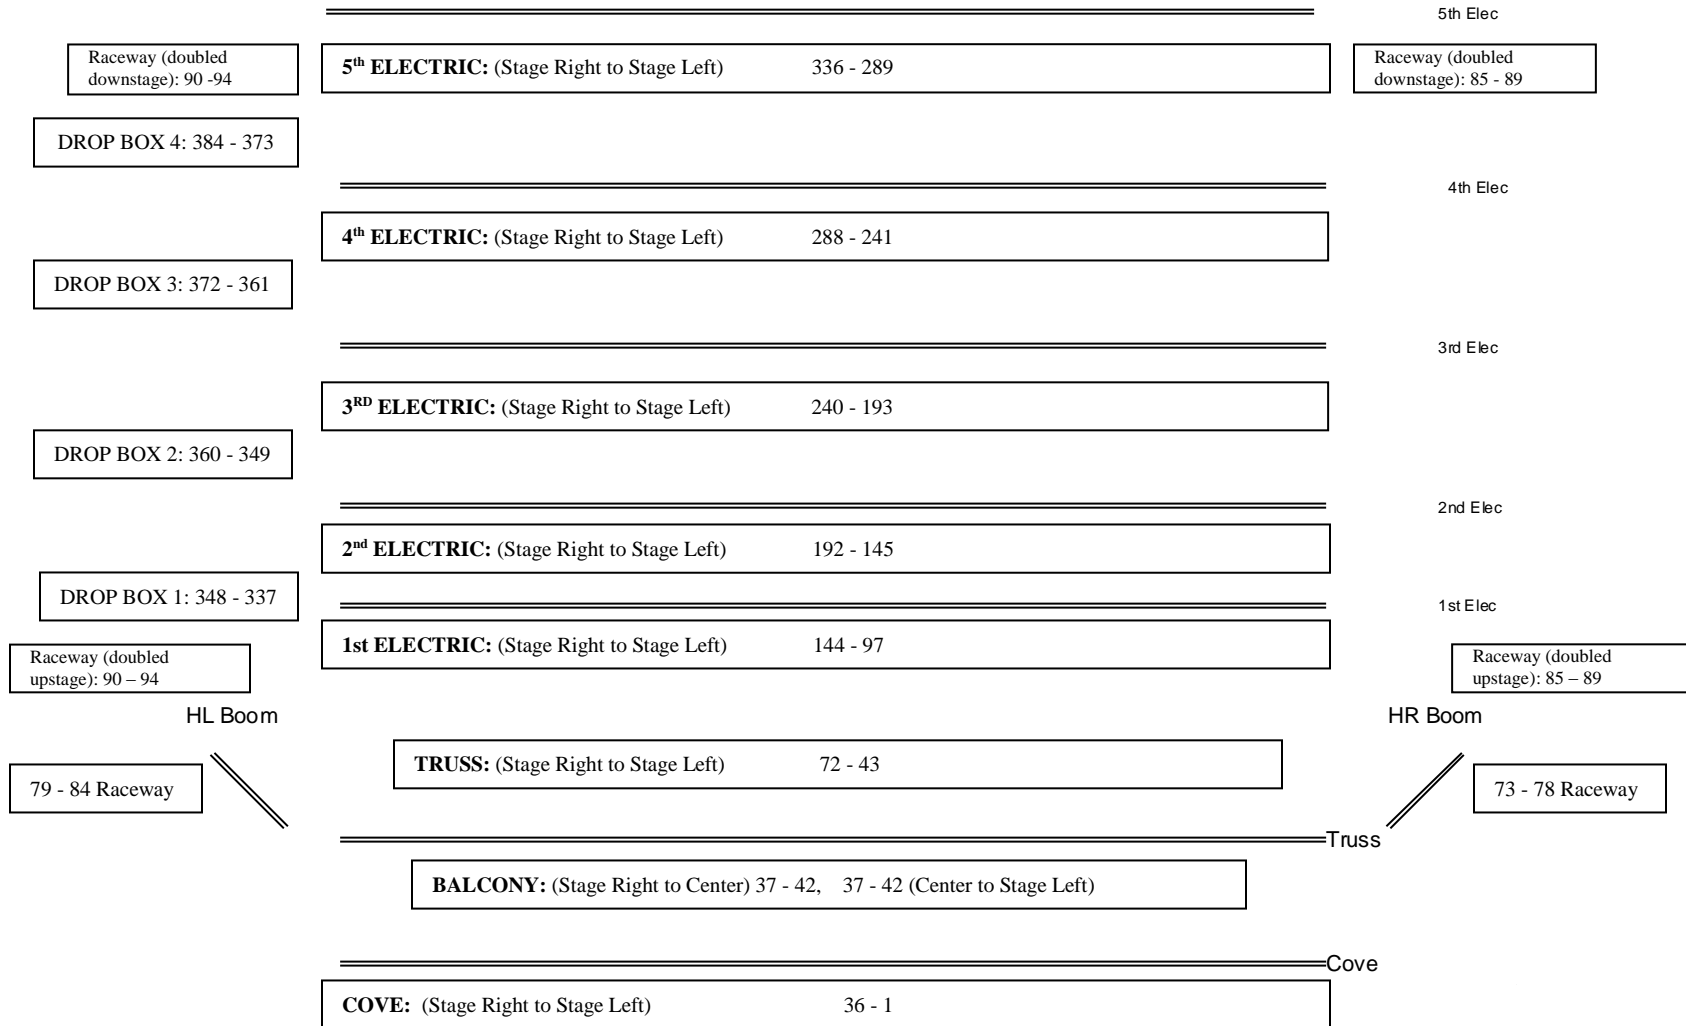 5th Elec
Raceway (doubled
downstage): 90 -94
5th ELECTRIC: (Stage Right to Stage Left) 336 - 289
Raceway (doubled
downstage): 85 - 89
DROP BOX 4: 384 - 373
4th Elec
4th ELECTRIC: (Stage Right to Stage Left) 288 - 241
DROP BOX 3: 372 - 361
3rd Elec
3RD ELECTRIC: (Stage Right to Stage Left) 240 - 193
DROP BOX 2: 360 - 349
2nd Elec
2nd ELECTRIC: (Stage Right to Stage Left) 192 - 145
DROP BOX 1: 348 - 337
1st Elec
1st ELECTRIC: (Stage Right to Stage Left) 144 - 97
Raceway (doubled
upstage): 90 – 94
Raceway (doubled
upstage): 85 – 89
HL Boom
HR Boom
TRUSS: (Stage Right to Stage Left) 72 - 43
79 - 84 Raceway
73 - 78 Raceway
Truss
BALCONY: (Stage Right to Center) 37 - 42, 37 - 42 (Center to Stage Left)
Cove
COVE: (Stage Right to Stage Left) 36 - 1